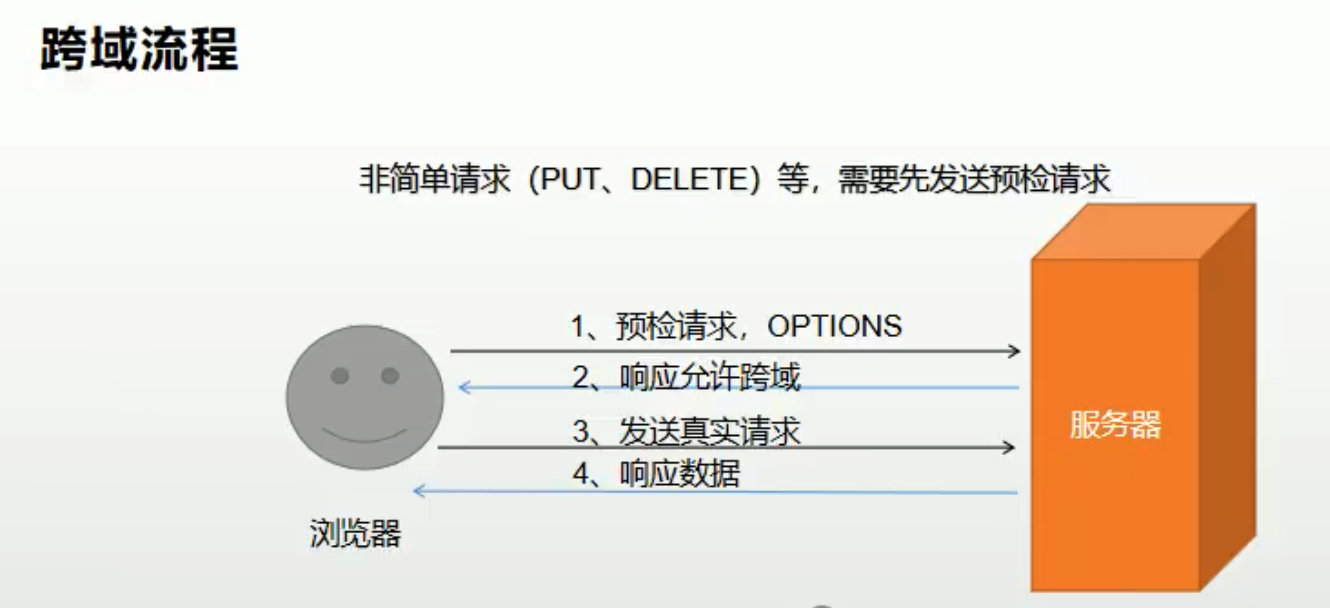 跨域流程
非简单请求（PUT、DELETE）等，需要先发送预检请求
1、预检请求，OPTIONS
2、响应允许跨域
3、发送真实请求
4、响应数据
服务器
浏览器